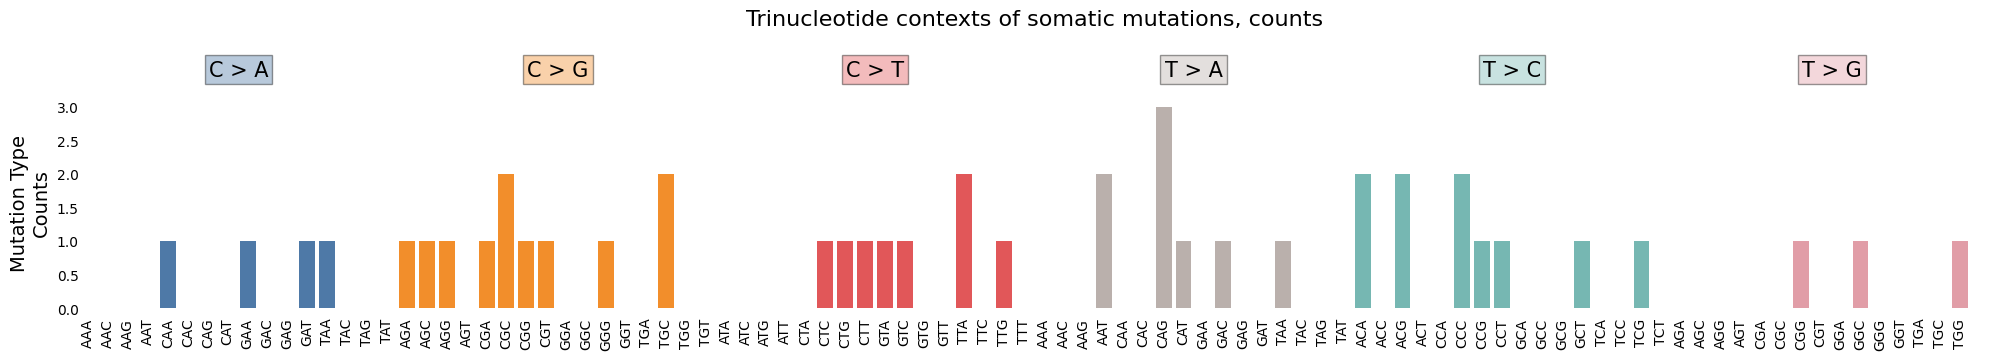 Trinucleotide contexts of somatic mutations, counts
C > A C > G C > T T > A T > C T > G
Mutation Type
Counts
3.0
2.5
2.0
1.5
1.0
0.5
0.0
AAA AAC AAG AAT CAA CAC CAG CAT GAA GAC GAG GAT TAA TAC TAG TAT AGA AGC AGG AGT CGA CGC CGG CGT GGA GGC GGG GGT TGA TGC TGG TGT ATA ATC ATG ATT CTA CTC CTG CTT GTA GTC GTG GTT TTA TTC TTG TTT AAA AAC AAG AAT CAA CAC CAG CAT GAA GAC GAG GAT TAA TAC TAG TAT ACA ACC ACG ACT CCA CCC CCG CCT GCA GCC GCG GCT TCA TCC TCG TCT AGA AGC AGG AGT CGA CGC CGG CGT GGA GGC GGG GGT TGA TGC TGG